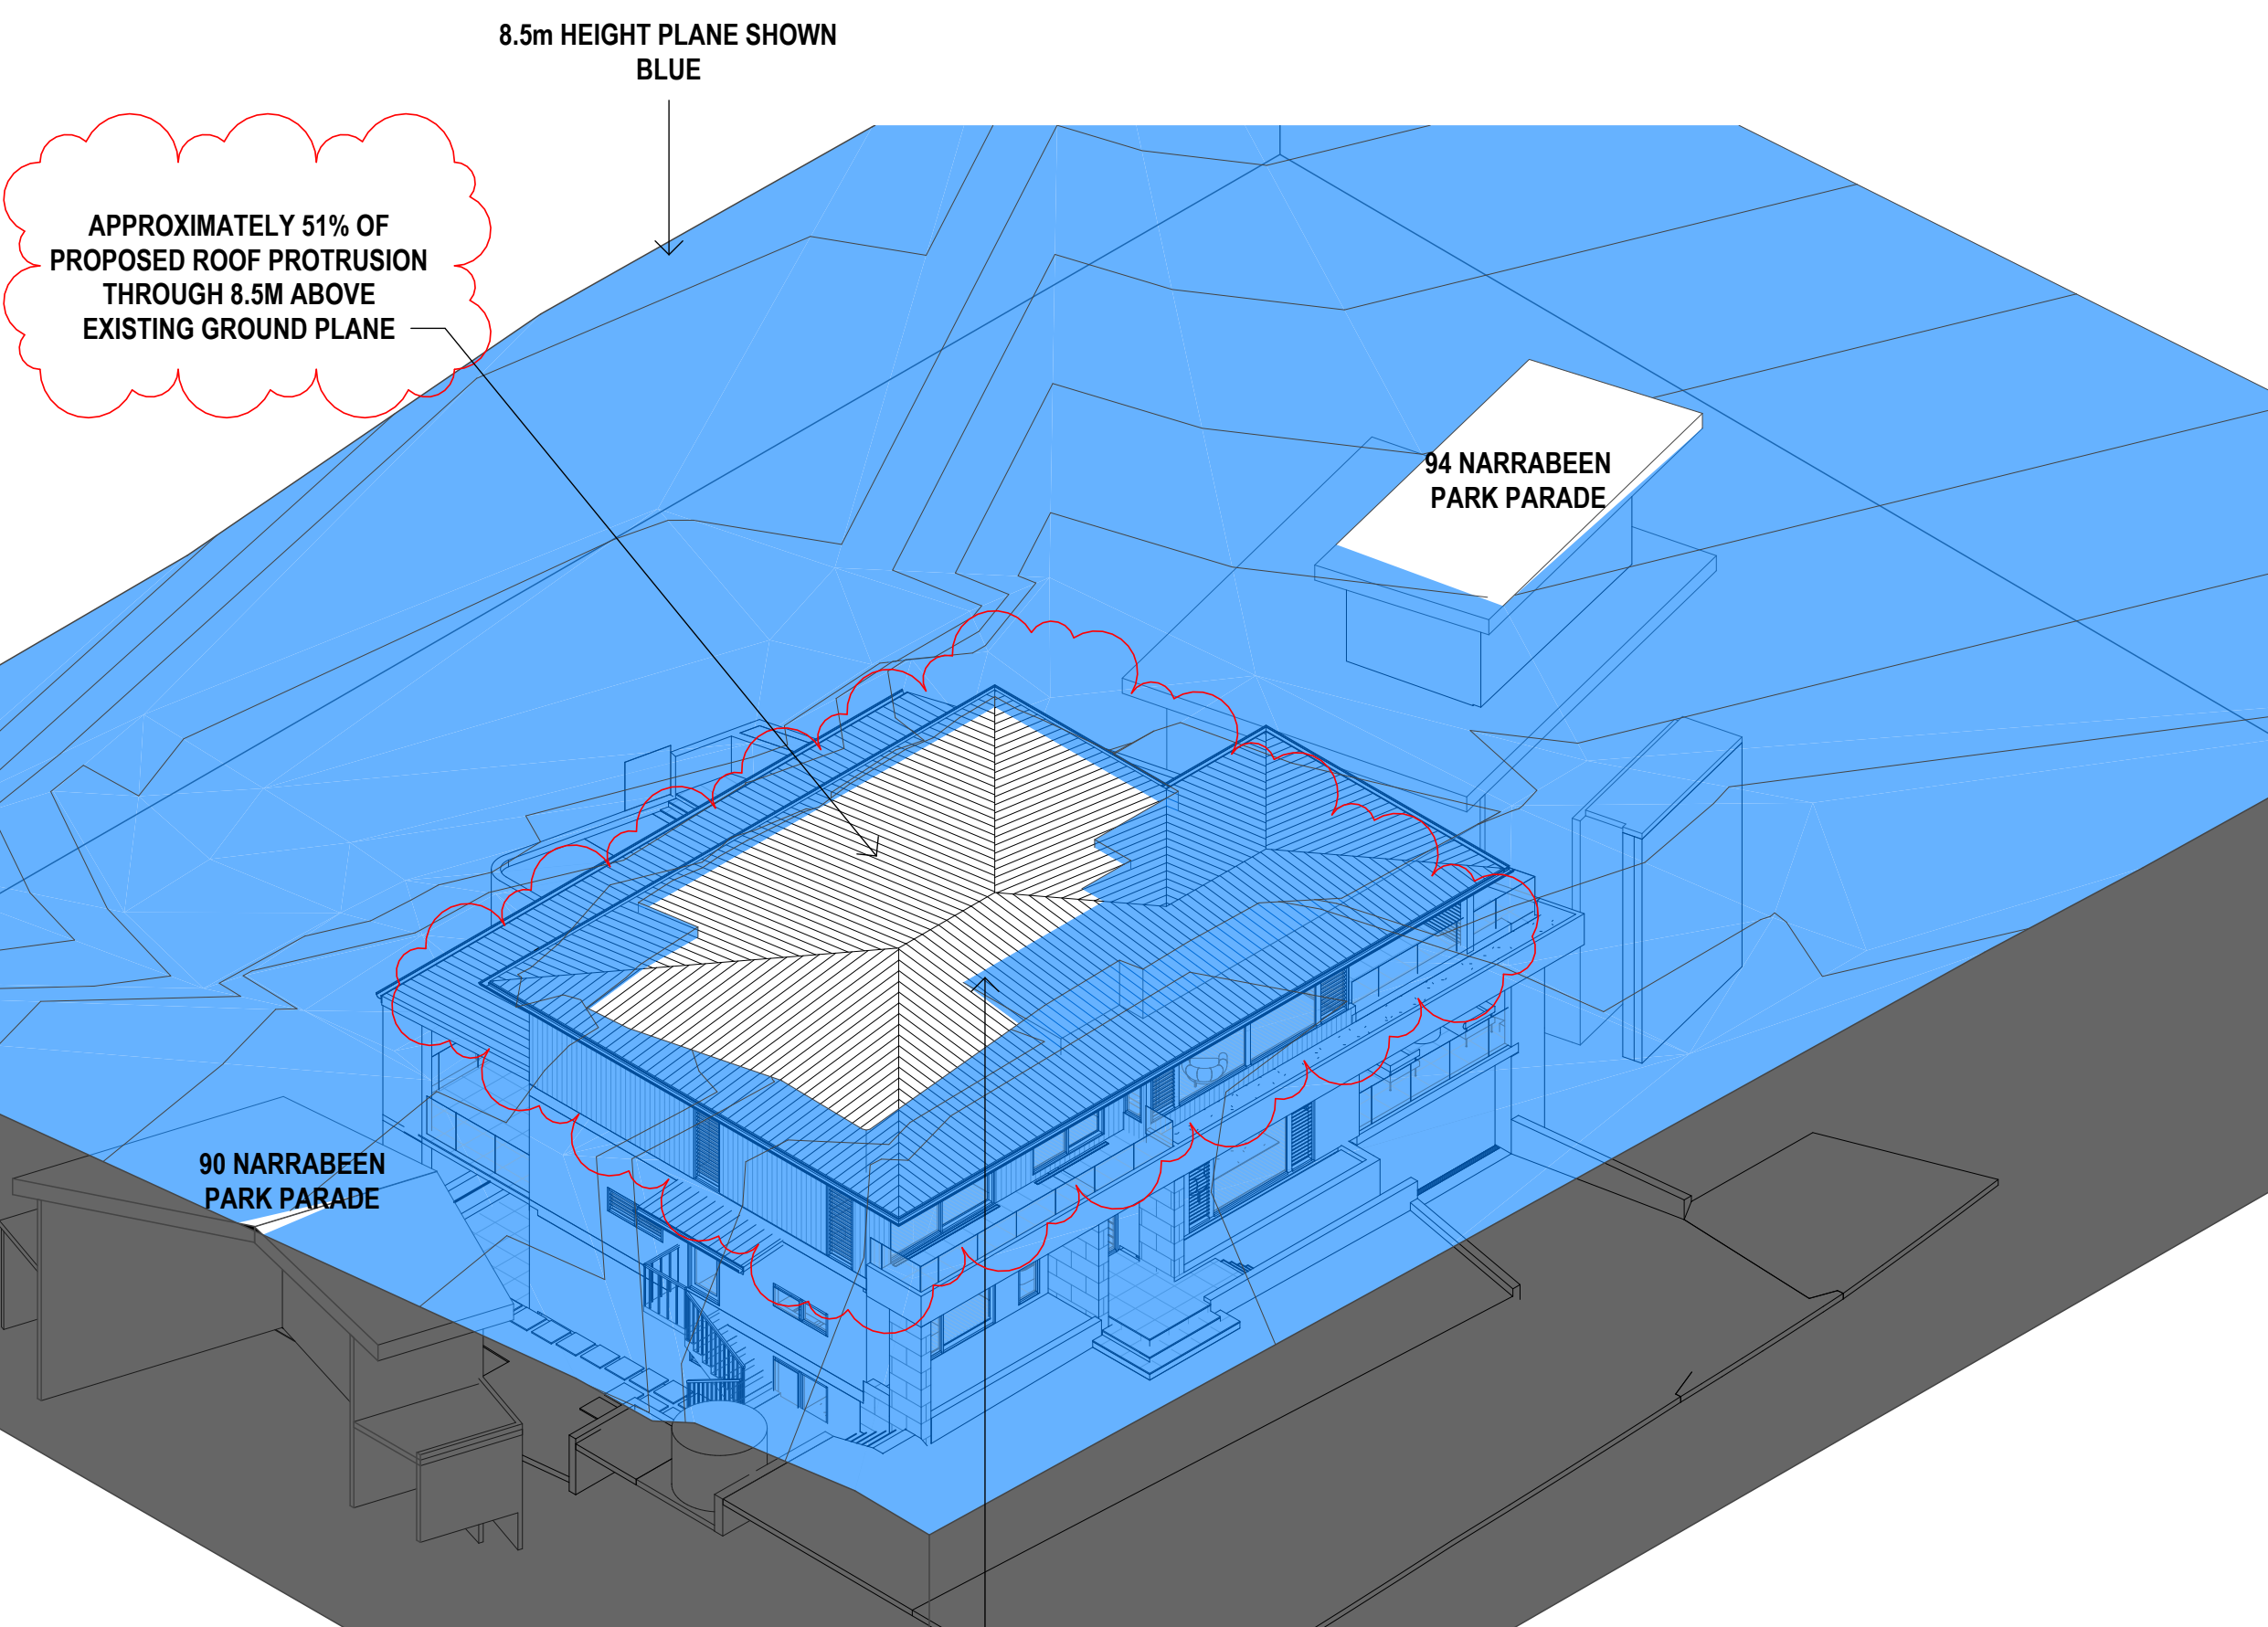 8.5m HEIGHT PLANE SHOWN
BLUE
APPROXIMATELY 51% OF
PROPOSED ROOF PROTRUSION
THROUGH 8.5M ABOVE
EXISTING GROUND PLANE
94 NARRABEEN
PARK PARADE
90 NARRABEEN
PARK PARADE